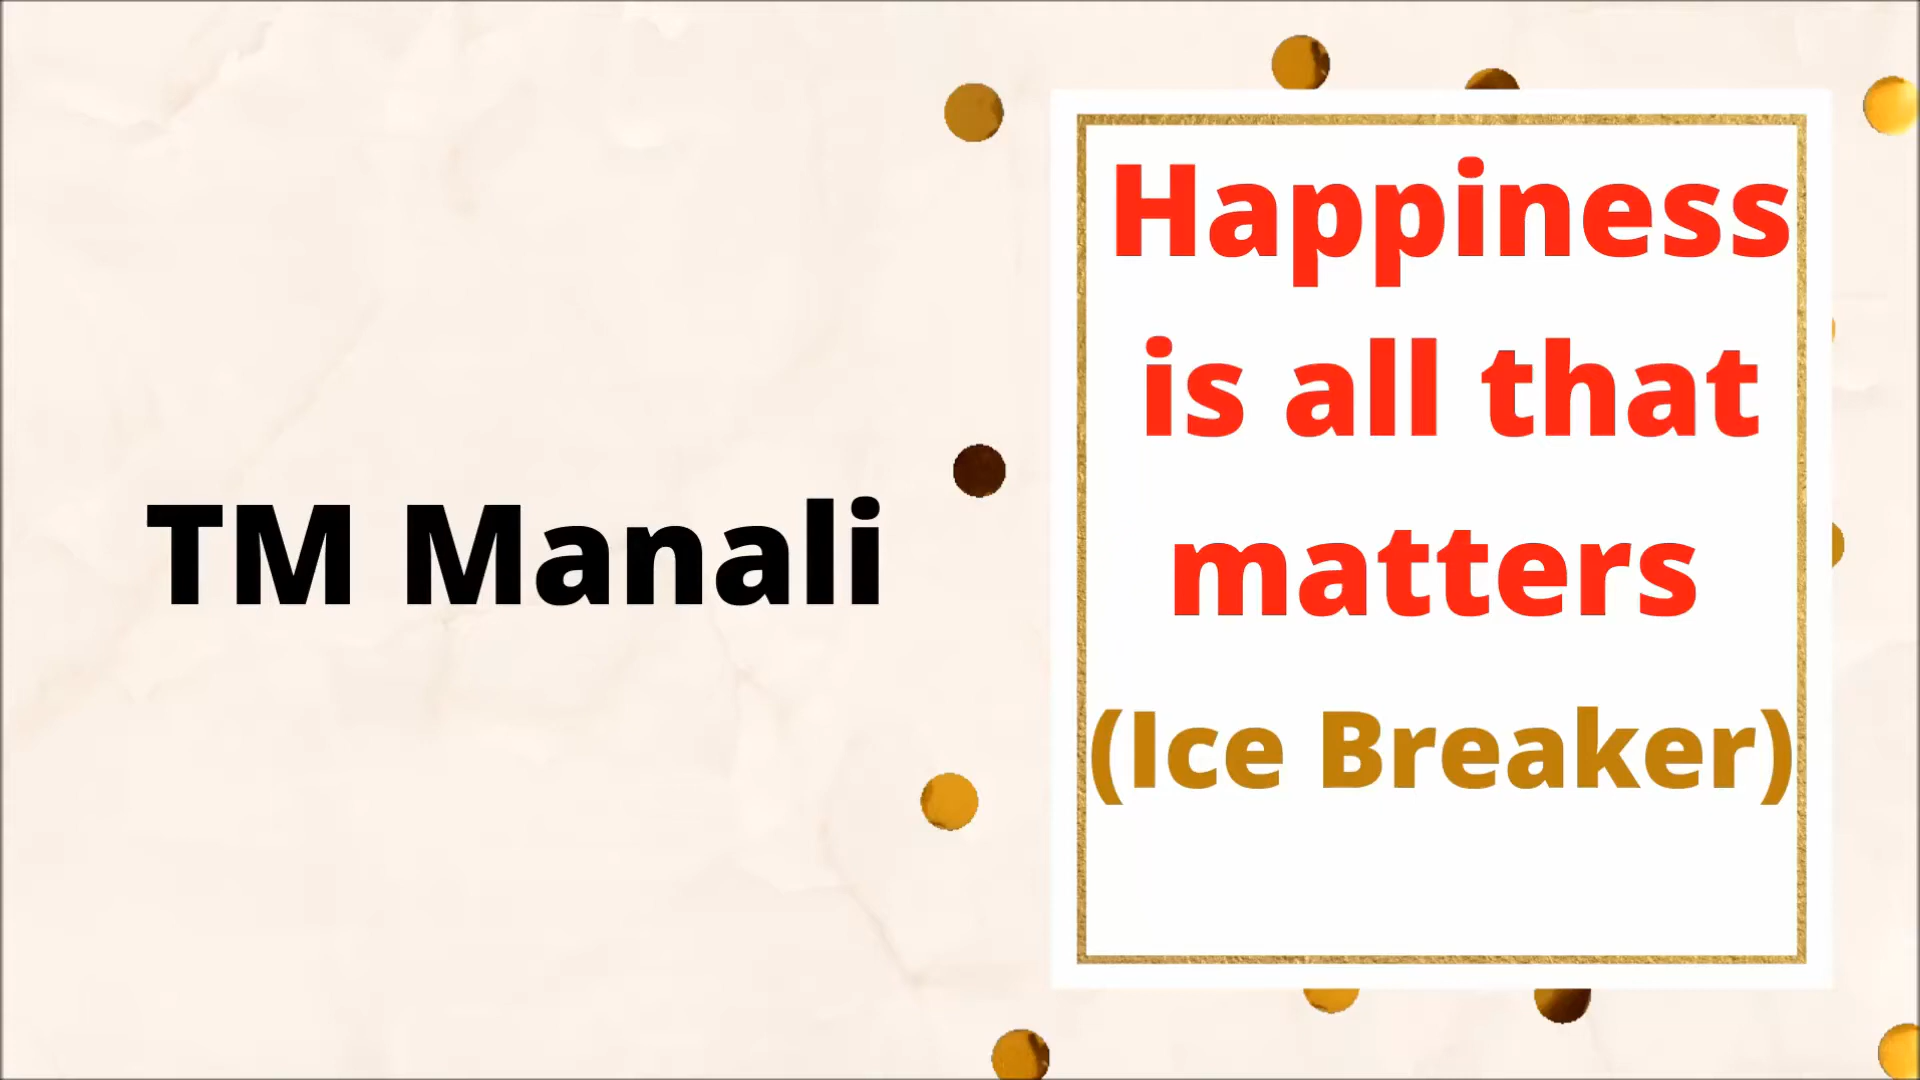 TM Manali
Happiness
is all that
matters
(Ice Breaker)